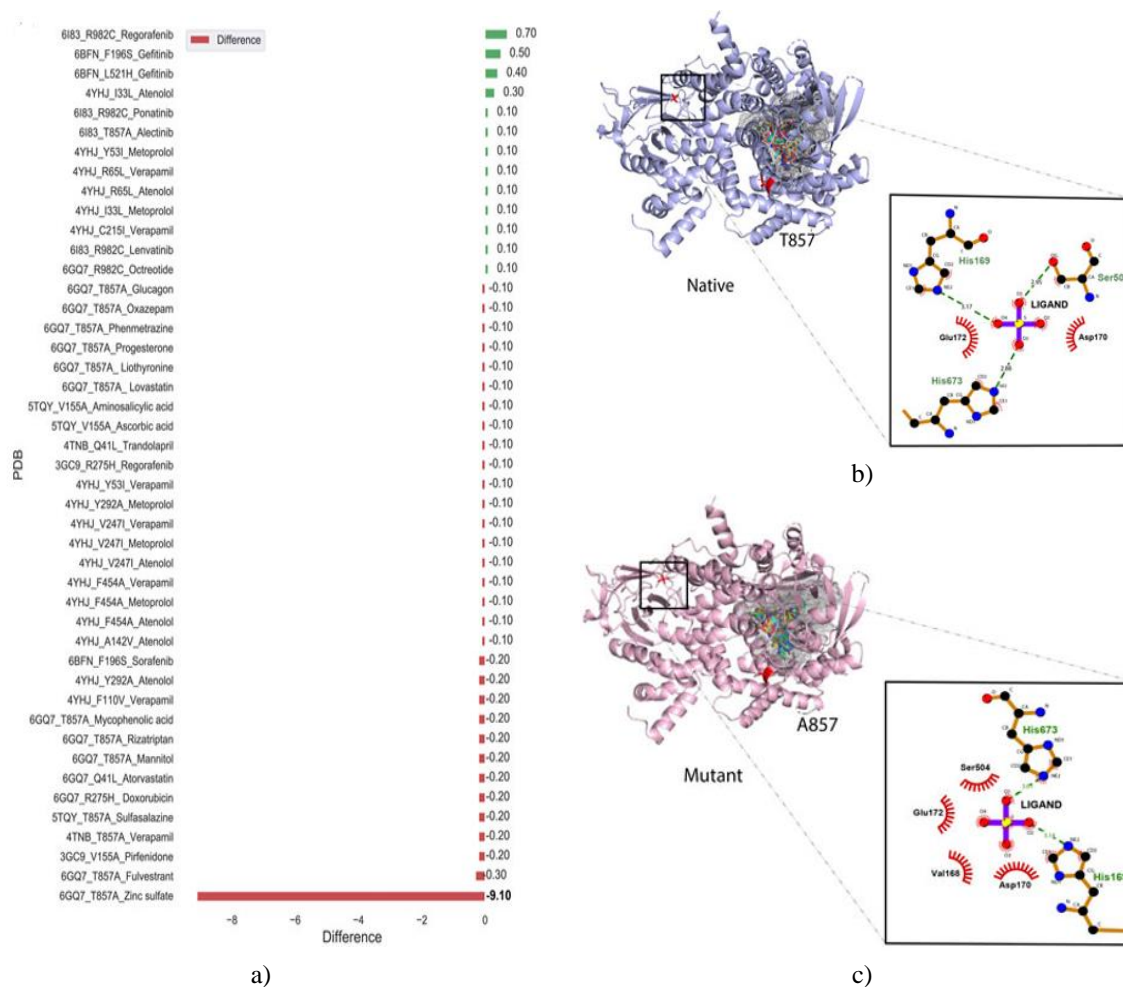 6I83_R982C_Regorafenib 0.70
6BFN_F196S_Gefitinib 0.50
6BFN_L521H_Gefitinib 0.40
4YHJ_I33L_Atenolol 0.30
6I83_R982C_Ponatinib 0.10
6I83_T857A_Alectinib 0.10
4YHJ_Y53I_Metoprolol 0.10
4YHJ_R65L_Verapamil 0.10
4YHJ_R65L_Atenolol 0.10
4YHJ_I33L_Metoprolol 0.10
4YHJ_C215I_Verapamil 0.10
6I83_R982C_Lenvatinib 0.10
6GQ7_R982C_Octreotide 0.10
6GQ7_T857A_Glucagon -0.10
6GQ7_T857A_Oxazepam -0.10
6GQ7_T857A_Phenmetrazine -0.10
6GQ7_T857A_Progesterone -0.10
6GQ7_T857A_ Liothyronine -0.10
6GQ7_T857A_ Lovastatin -0.10
5TQY_V155A_Aminosalicylic acid -0.10
5TQY_V155A_Ascorbic acid -0.10
4TNB_Q41L_Trandolapril -0.10
3GC9_R275H_Regorafenib -0.10
4YHJ_Y53I_Verapamil -0.10
4YHJ_Y292A_Metoprolol -0.10
4YHJ_V247I_Verapamil -0.10
4YHJ_V247I_Metoprolol -0.10
4YHJ_V247I_Atenolol -0.10
4YHJ_F454A_Verapamil -0.10
4YHJ_F454A_Metoprolol -0.10
4YHJ_F454A_Atenolol -0.10
4YHJ_A142V_Atenolol -0.10
6BFN_F196S_Sorafenib -0.20
4YHJ_Y292A_Atenolol -0.20
4YHJ_F110V_Verapamil -0.20
6GQ7_T857A_Mycophenolic acid -0.20
6GQ7_T857A_Rizatriptan -0.20
6GQ7_T857A_Mannitol -0.20
6GQ7_Q41L_Atorvastatin -0.20
6GQ7_R275H_ Doxorubicin -0.20
5TQY_T857A_Sulfasalazine -0.20
4TNB_T857A_Verapamil -0.20
3GC9_V155A_Pirfenidone -0.20
6GQ7_T857A_Fulvestrant -0.30
6GQ7_T857A_Zinc sulfate -9.10
−8 −6 −4 −2 0
Difference
PDB
Difference
a)
T857
Native
His169
Ser50
LIGAND
Glu172
Asp170
His673
b)
A857
Mutant
His673
Ser504
LIGAND
Glu172
Val168
Asp170
His16
c)